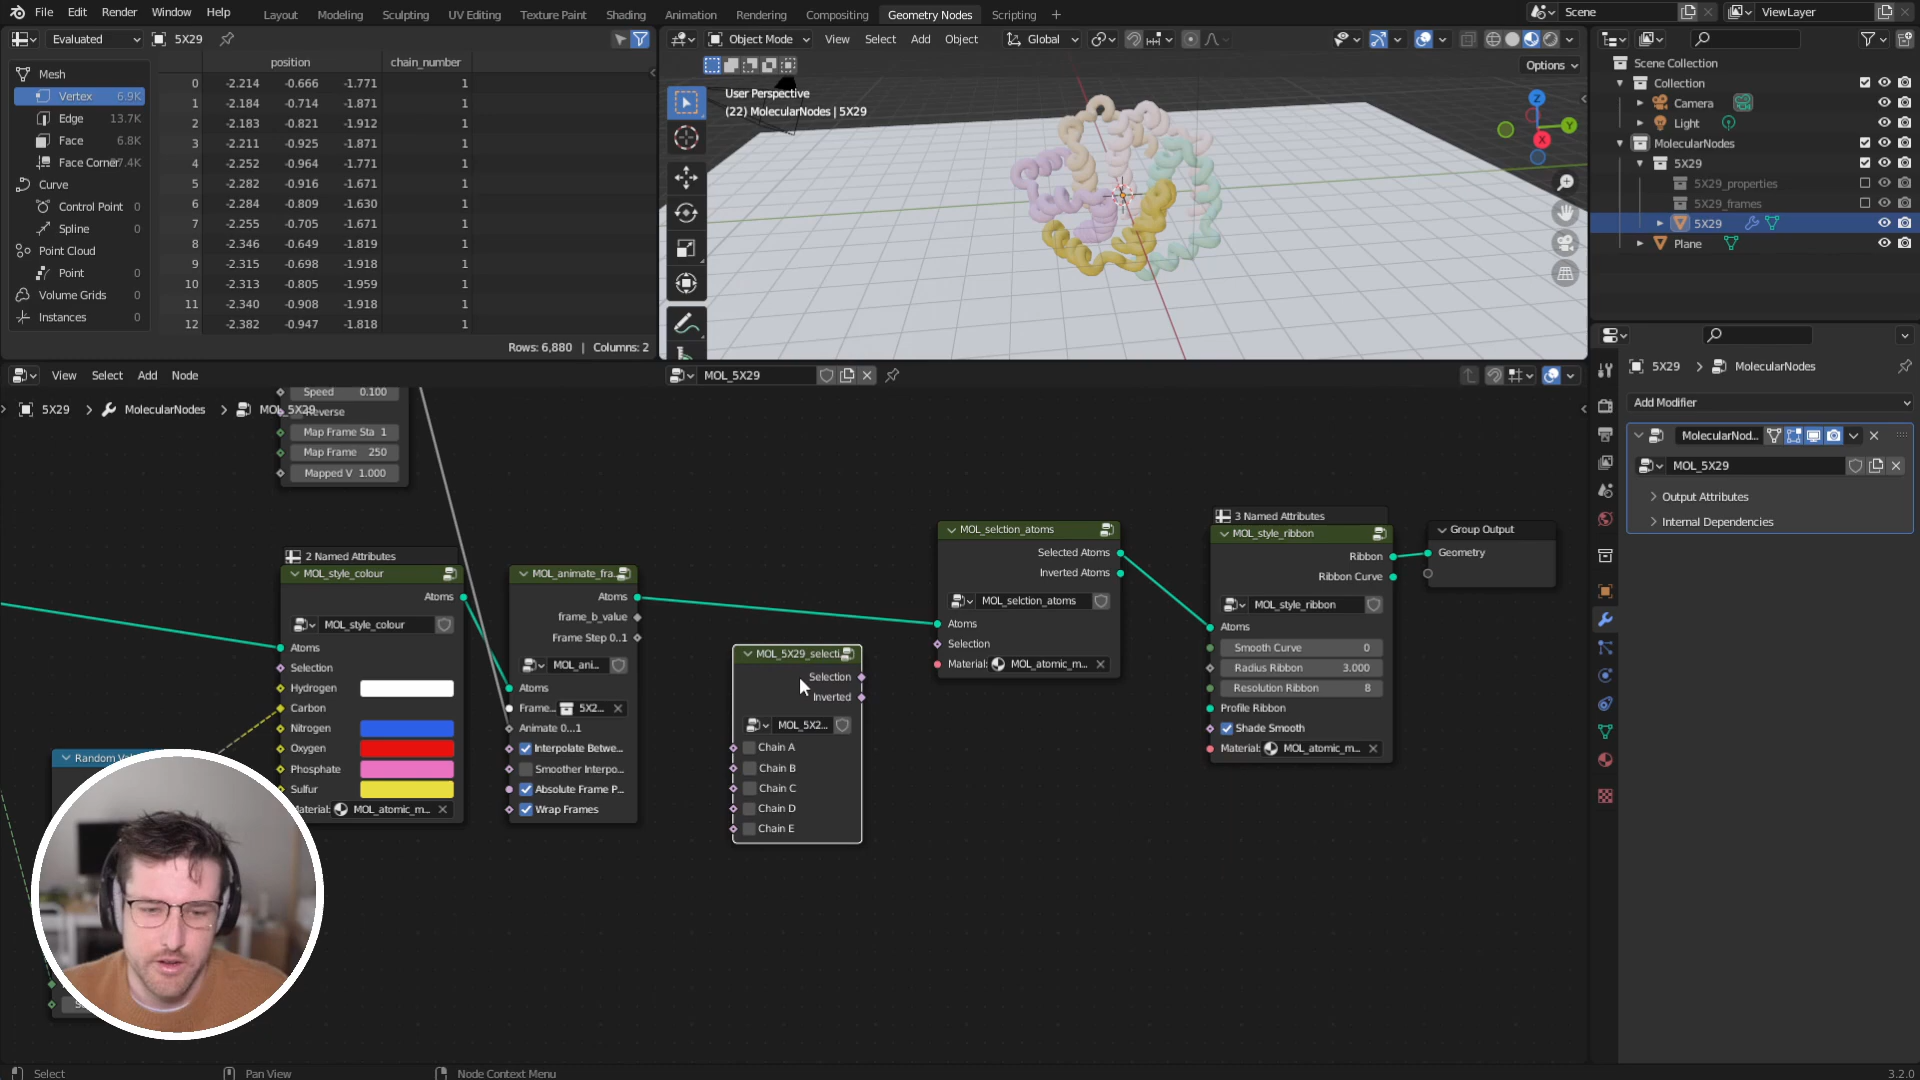 File Edit Render Window Help Layout Modeling Sculpting UV Editing Texture Paint Shading Animation Rendering Compositing Geometry Nodes Scripting + Scene ViewLayer
Evaluated 5X29 Object Mode View Select Add Object Global
Options
Mesh
Vertex 6.9K
Edge 13.7K
Face 6.8K
Face Corner
Curve
Control Point 0
Spline 0
Point Cloud
Point 0
Volume Grids 0
Instances 0
position chain_number
0 -2.214 -0.666 -1.771 1
1 -2.184 -0.714 -1.871 1
2 -2.183 -0.821 -1.912 1
3 -2.211 -0.925 -1.871 1
4 -2.252 -0.964 -1.771 1
5 -2.282 -0.916 -1.671 1
6 -2.284 -0.809 -1.630 1
7 -2.255 -0.705 -1.671 1
8 -2.346 -0.649 -1.819 1
9 -2.315 -0.698 -1.918 1
10 -2.313 -0.805 -1.959 1
11 -2.340 -0.908 -1.918 1
12 -2.382 -0.947 -1.818 1
Rows: 6,880 | Columns: 2
User Perspective
(22) MolecularNodes | 5X29
Z
Y
X
Scene Collection
Collection
Camera
Light
MolecularNodes
5X29
5X29_properties
5X29_frames
5X29
Plane
View Select Add Node MOL_5X29
5X29 > MolecularNodes > MOL_5X29
Speed 0.100
Reverse
Map Frame Sta 1
Map Frame 250
Mapped V 1.000
2 Named Attributes
MOL_style_colour
Atoms
MOL_style_colour
Atoms
Selection
Hydrogen
Carbon
Nitrogen
Oxygen
Phosphate
Sulfur
MOL_atomic_m...
MOL_animate_fra..
Atoms
frame_b_value
Frame Step 0..1
MOL_ani...
Atoms
Frame... 5X2...
Animate 0...1
Interpolate Betwe...
Smoother Interpo...
Absolute Frame P...
Wrap Frames
MOL_5X29_selecti
Selection
Inverted
MOL_5X2...
Chain A
Chain B
Chain C
Chain D
Chain E
MOL_selction_atoms
Selected Atoms
Inverted Atoms
MOL_selction_atoms
Atoms
Selection
Material: MOL_atomic_m...
3 Named Attributes
MOL_style_ribbon
Ribbon
Ribbon Curve
MOL_style_ribbon
Atoms
Smooth Curve 0
Radius Ribbon 3.000
Resolution Ribbon 8
Profile Ribbon
Shade Smooth
Material: MOL_atomic_m...
Group Output
Geometry
5X29 > MolecularNodes
Add Modifier
MolecularNod...
MOL_5X29
Output Attributes
Internal Dependencies
Select Pan View Node Context Menu 3.2.0